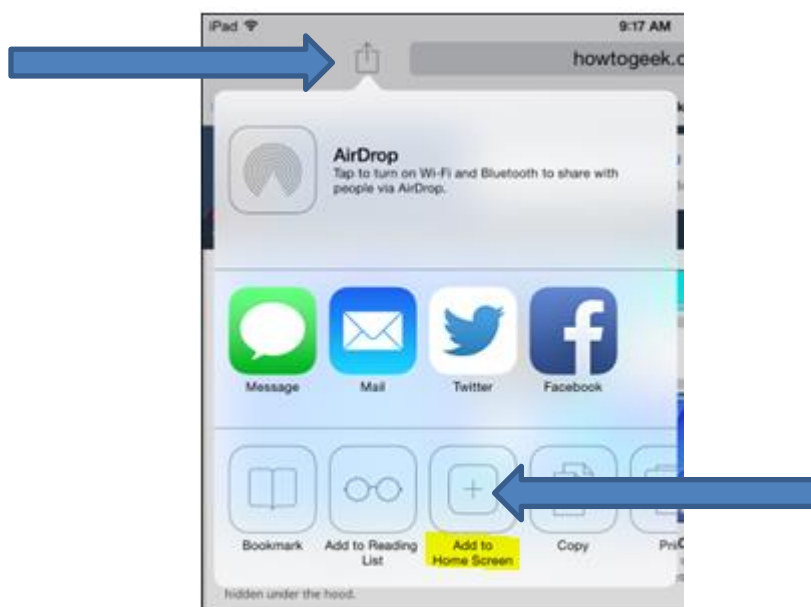 iPad 9:17 AM
howtogeek.c
AirDrop
Tap to turn on Wi-Fi and Bluetooth to share with
people via AirDrop.
Message Mail Twitter Facebook
Bookmark Add to Reading List Add to Home Screen Copy Pri
hidden under the hood.